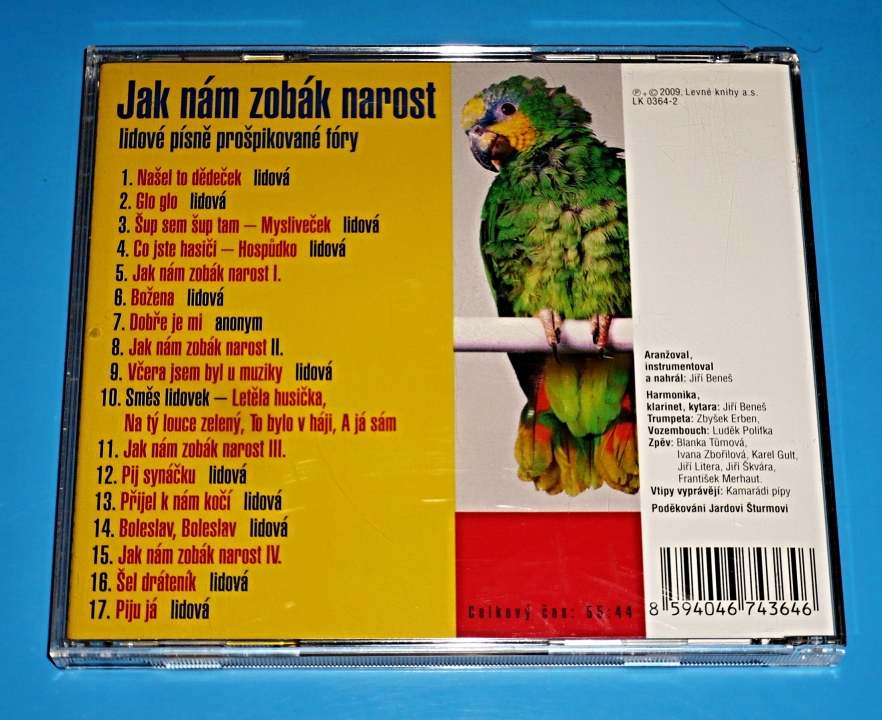 Jak nám zobák narost
lidové písně prošpikované fóry
1. Našel to dědeček lidová
2. Glo glo lidová
3. Šup sem šup tam – Mysliveček lidová
4. Co jste hasiči – Hospůdko lidová
5. Jak nám zobák narost I.
6. Božena lidová
7. Dobře je mi anonym
8. Jak nám zobák narost II.
9. Včera jsem byl u muziky lidová
10. Směs lidovek – Letěla husička,
Na tý louce zelený, To bylo v háji, A já sám
11. Jak nám zobák narost III.
12. Pij synáčku lidová
13. Přijel k nám kočí lidová
14. Boleslav, Boleslav lidová
15. Jak nám zobák narost IV.
16. Šel dráteník lidová
17. Piju já lidová
Celkový čas: 55:44
℗ + © 2009, Levné knihy a.s.
LK 0364-2
Aranžoval,
instrumentoval
a nahrál: Jiří Beneš
Harmonika,
klarinet, kytara: Jiří Beneš
Trumpeta: Zbyšek Erben,
Vozembouch: Luděk Polifka
Zpěv: Blanka Tůmová,
Ivana Zbořilová, Karel Gult,
Jiří Litera, Jiří Škvára,
František Merhaut.
Vtipy vyprávějí: Kamarádi pípy
Poděkování Jardovi Šturmovi
8 594046 743646